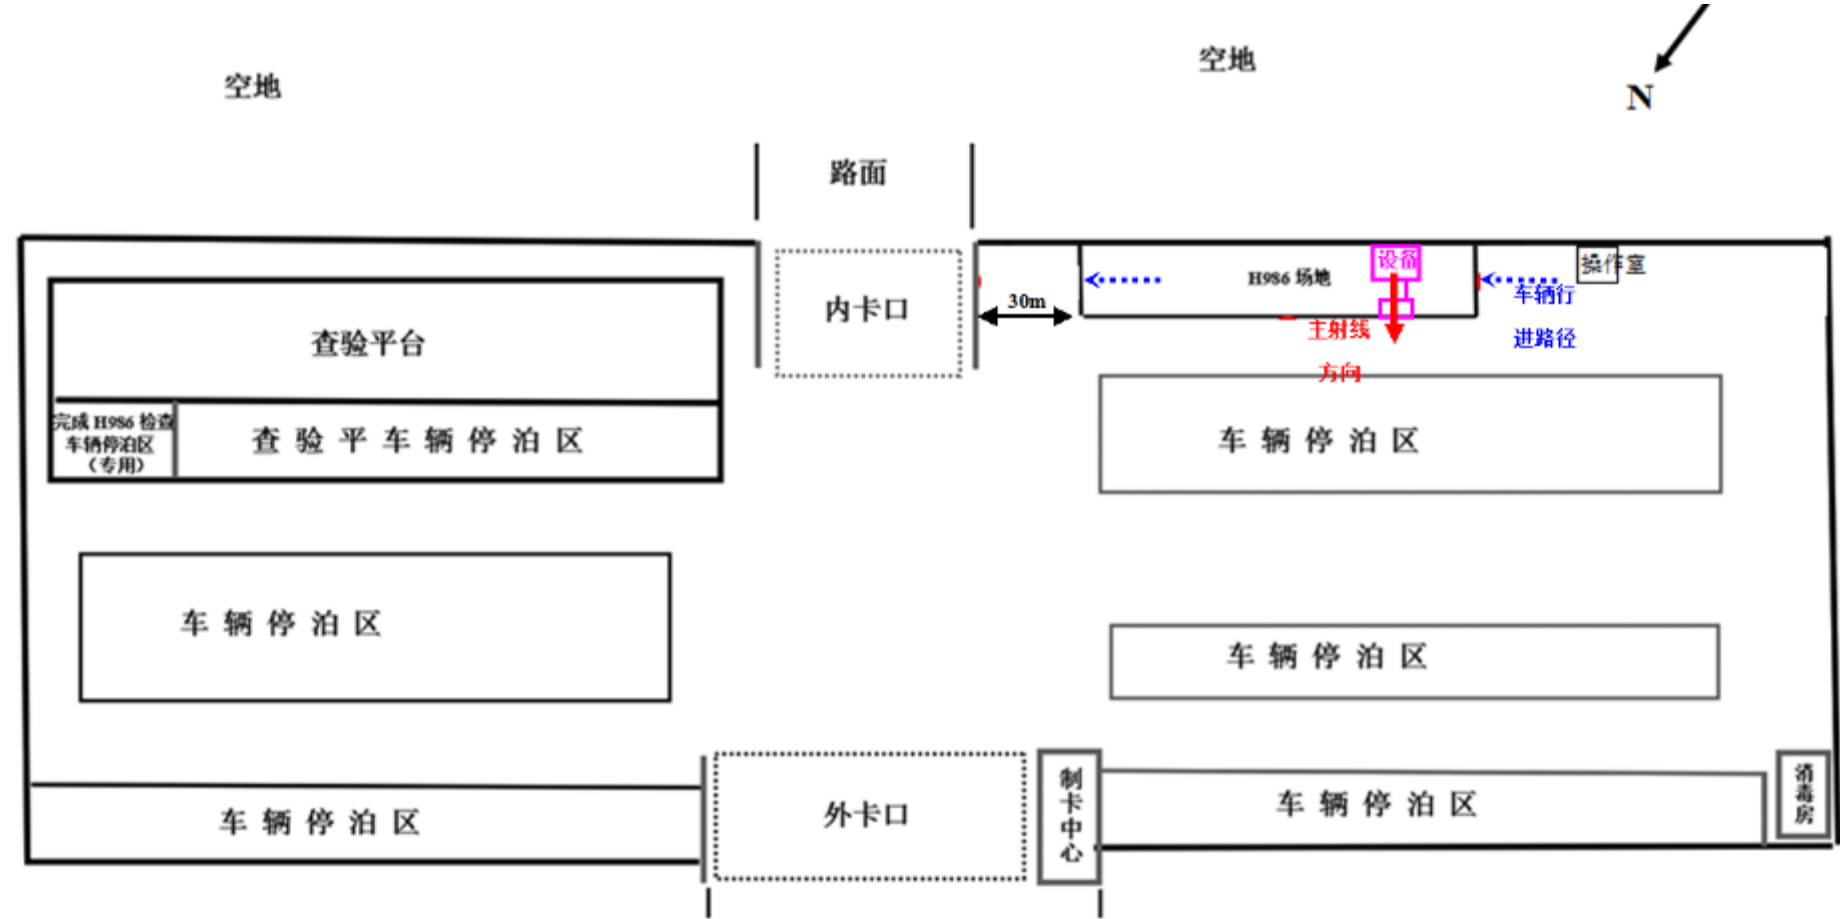 空地
空地
N
路面
设备
操作室
H986 场地
车辆行
进路径
内卡口
30m
主射线
方向
查验平台
完成 H986 检查
车辆停泊区
（专用）
查验平车辆停泊区
车辆停泊区
车辆停泊区
车辆停泊区
车辆停泊区
外卡口
制卡中心
车辆停泊区
消毒房